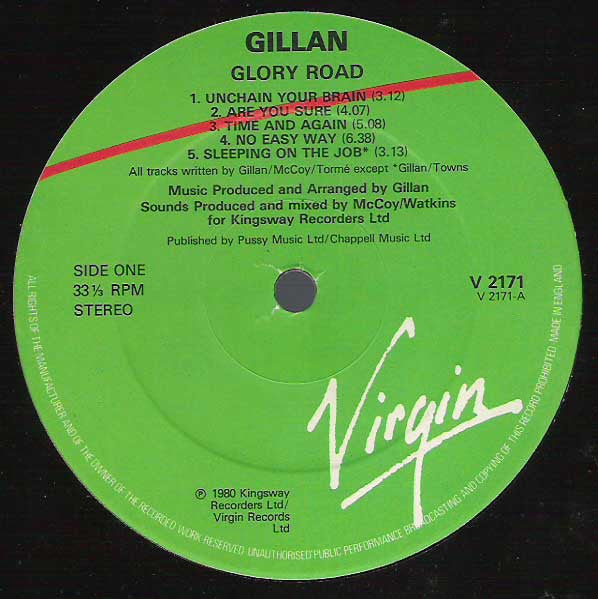 GILLAN
GLORY ROAD
1. UNCHAIN YOUR BRAIN (3.12)
2. ARE YOU SURE (4.07)
3. TIME AND AGAIN (5.08)
4. NO EASY WAY (6.38)
5. SLEEPING ON THE JOB* (3.13)
All tracks written by Gillan/McCoy/Tormé except *Gillan/Towns
Music Produced and Arranged by Gillan
Sounds Produced and mixed by McCoy/Watkins
for Kingsway Recorders Ltd
Published by Pussy Music Ltd/Chappell Music Ltd
SIDE ONE
33⅓ RPM
STEREO
V 2171
V 2171-A
Virgin
℗ 1980 Kingsway
Recorders Ltd/
Virgin Records
Ltd
ALL RIGHTS OF THE MANUFACTURER AND OF THE OWNER OF THE RECORDED WORK RESERVED. UNAUTHORISED PUBLIC PERFORMANCE BROADCASTING AND COPYING OF THIS RECORD PROHIBITED. MADE IN ENGLAND